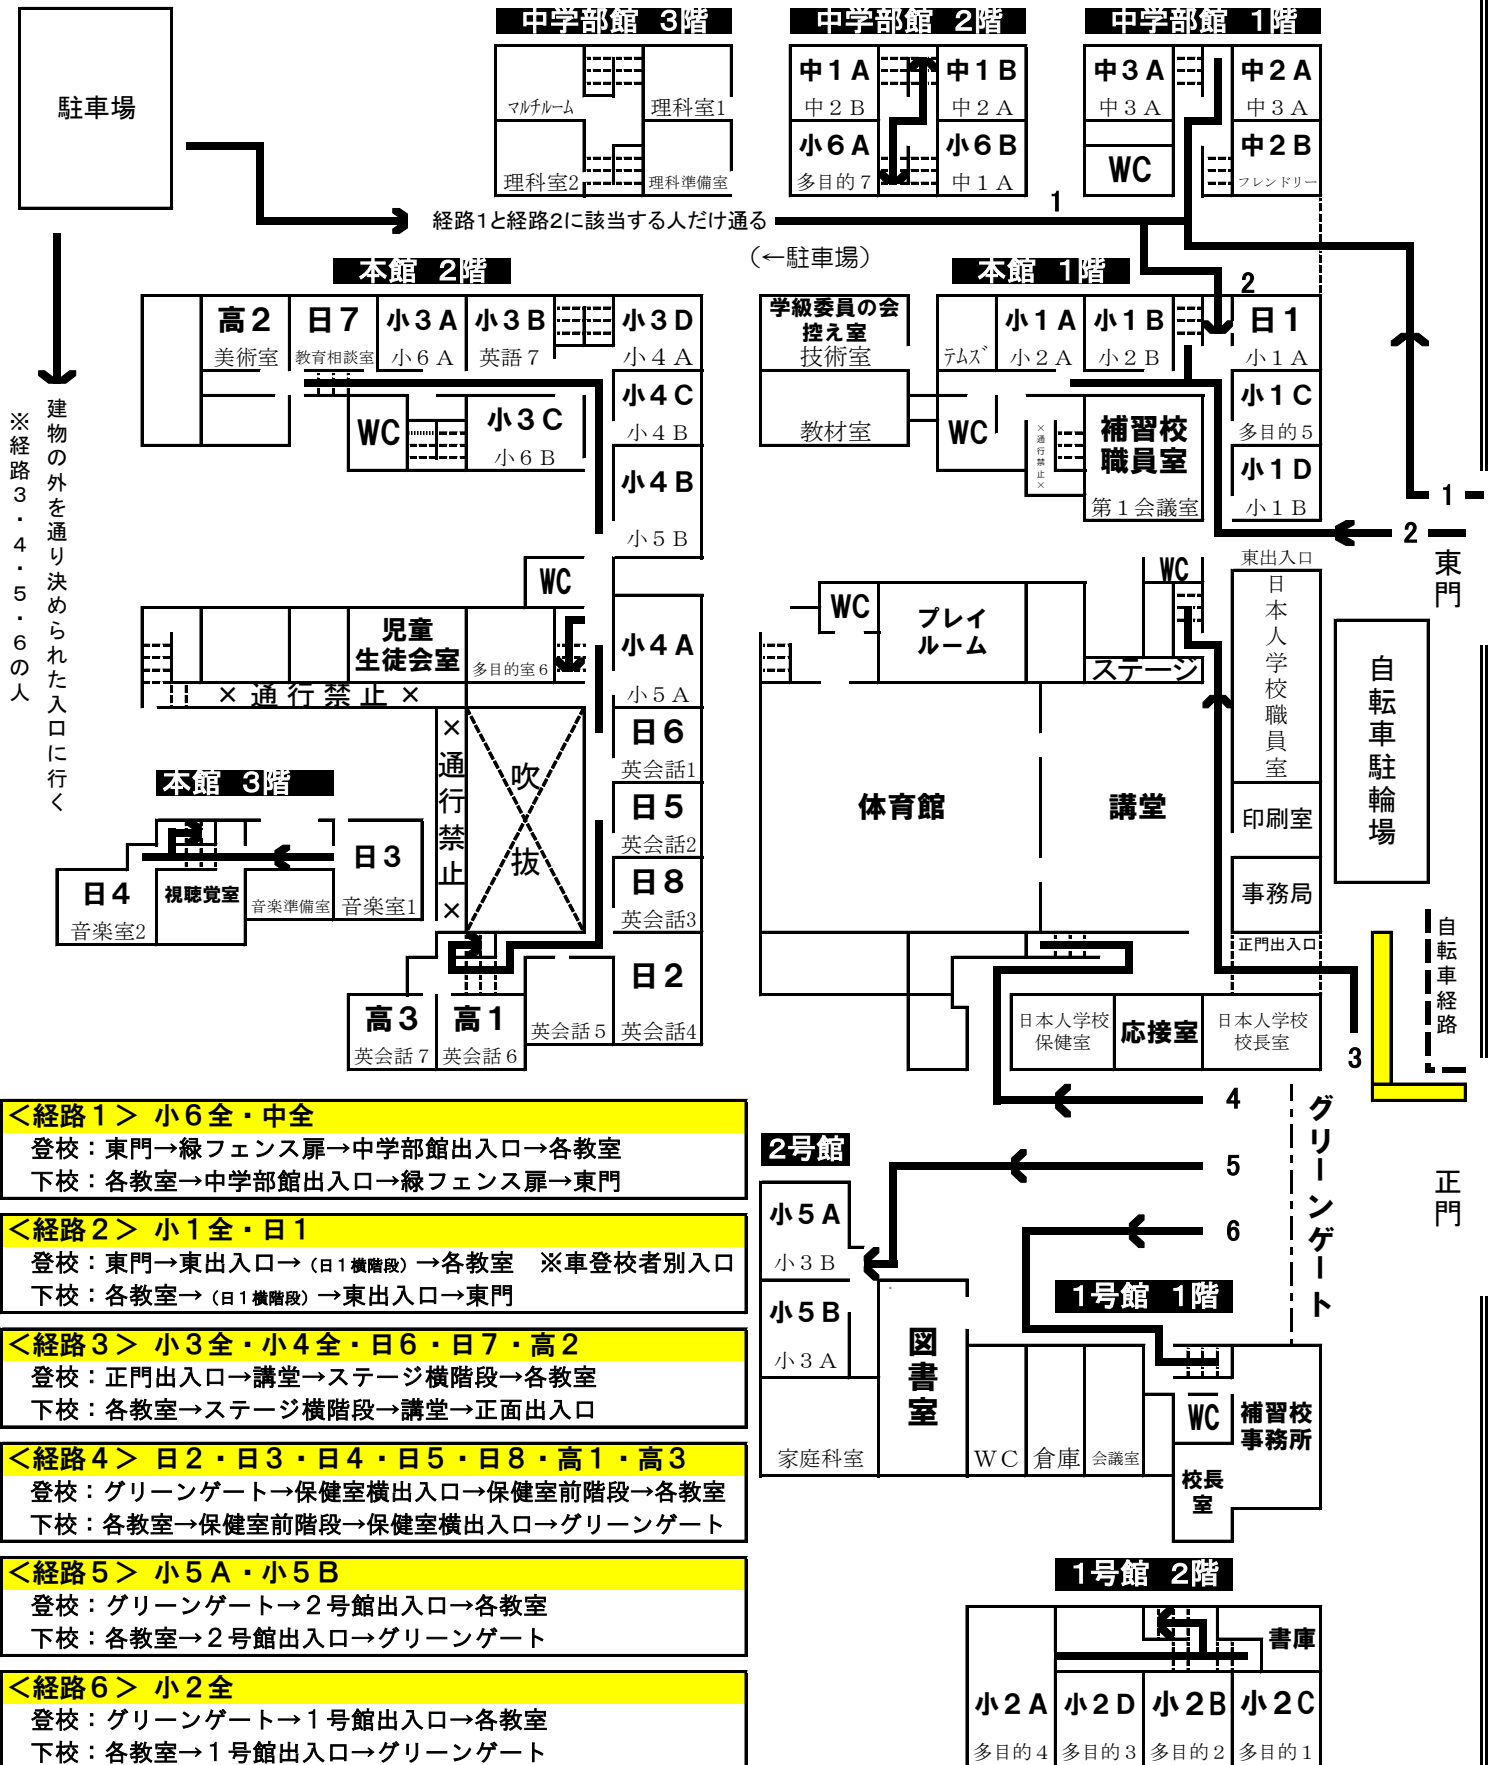 中学部館　3階
中学部館　2階
中学部館　1階
駐車場
マルチルーム
理科室1
理科室2
理科準備室
中１A
中２B
中１B
中２A
小６A
多目的７
小６B
中１A
中３A
中３A
中２A
中３A
WC
中２B
フレンドリー
1
経路1と経路2に該当する人だけ通る
（←駐車場）
本館　2階
本館　1階
2
高２
美術室
日７
教育相談室
小３A
小６A
小３B
英語７
小３D
小４A
小４C
小４B
WC
小３C
小６B
小４B
小５B
WC
学級委員の会
控え室
技術室
教材室
テムズ
小１A
小２A
小１B
小２B
日１
小１A
小１C
多目的５
小１D
小１B
WC
×通行禁止×
補習校
職員室
第１会議室
1
2
東門
東出入口
建物の外を通り決められた入口に行く
※経路３・４・５・６の人
児童
生徒会室
多目的室６
小４A
小５A
×通行禁止×
×通行禁止×
吹
抜
日６
英会話1
日５
英会話2
日８
英会話3
日２
英会話4
英会話５
高１
英会話６
高３
英会話７
本館　3階
日３
音楽室1
日４
音楽室2
視聴覚室
音楽準備室
WC
WC
プレイ
ルーム
ステージ
体育館
講堂
日本人学校職員室
印刷室
事務局
正門出入口
自転車駐輪場
自転車経路
日本人学校
保健室
応接室
日本人学校
校長室
3
4
5
6
グリーンゲート
正門
2号館
小５A
小３B
小５B
小３A
家庭科室
図書室
WC
倉庫
会議室
1号館　1階
WC
補習校
事務所
校長
室
1号館　2階
書庫
小２A
多目的４
小２D
多目的３
小２B
多目的２
小２C
多目的１
＜経路１＞ 小６全・中全
登校：東門→緑フェンス扉→中学部館出入口→各教室
下校：各教室→中学部館出入口→緑フェンス扉→東門
＜経路２＞ 小１全・日１
登校：東門→東出入口→（日１横階段）→各教室　※車登校者別入口
下校：各教室→（日１横階段）→東出入口→東門
＜経路３＞ 小３全・小４全・日６・日７・高２
登校：正門出入口→講堂→ステージ横階段→各教室
下校：各教室→ステージ横階段→講堂→正面出入口
＜経路４＞ 日２・日３・日４・日５・日８・高１・高３
登校：グリーンゲート→保健室横出入口→保健室前階段→各教室
下校：各教室→保健室前階段→保健室横出入口→グリーンゲート
＜経路５＞ 小５A・小５B
登校：グリーンゲート→２号館出入口→各教室
下校：各教室→２号館出入口→グリーンゲート
＜経路６＞ 小２全
登校：グリーンゲート→１号館出入口→各教室
下校：各教室→１号館出入口→グリーンゲート